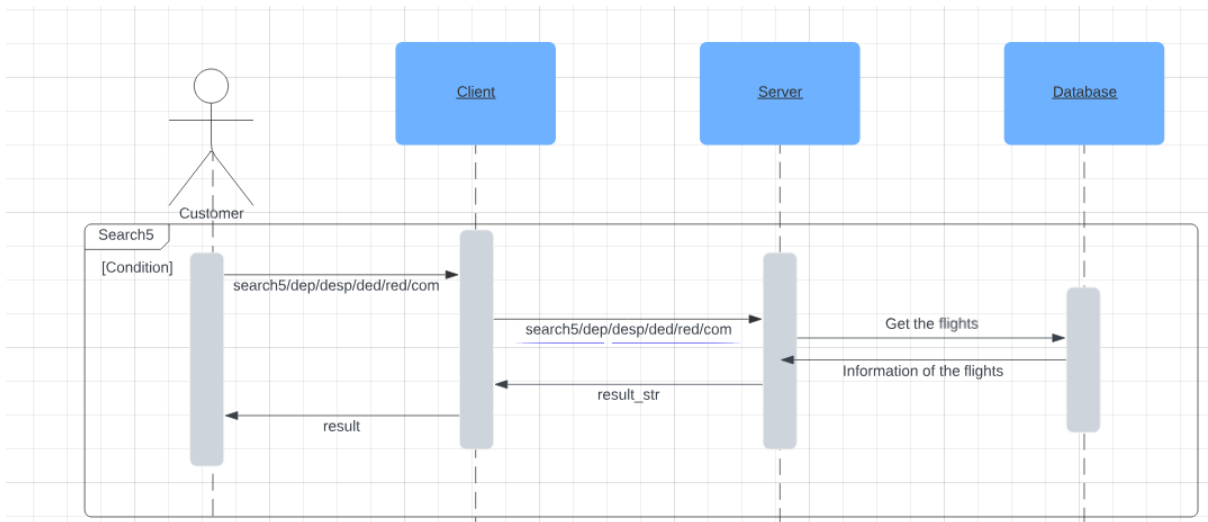 Client
Server
Database
Customer
Search5
[Condition]
search5/dep/desp/ded/red/com
search5/dep/desp/ded/red/com
Get the flights
Information of the flights
result_str
result